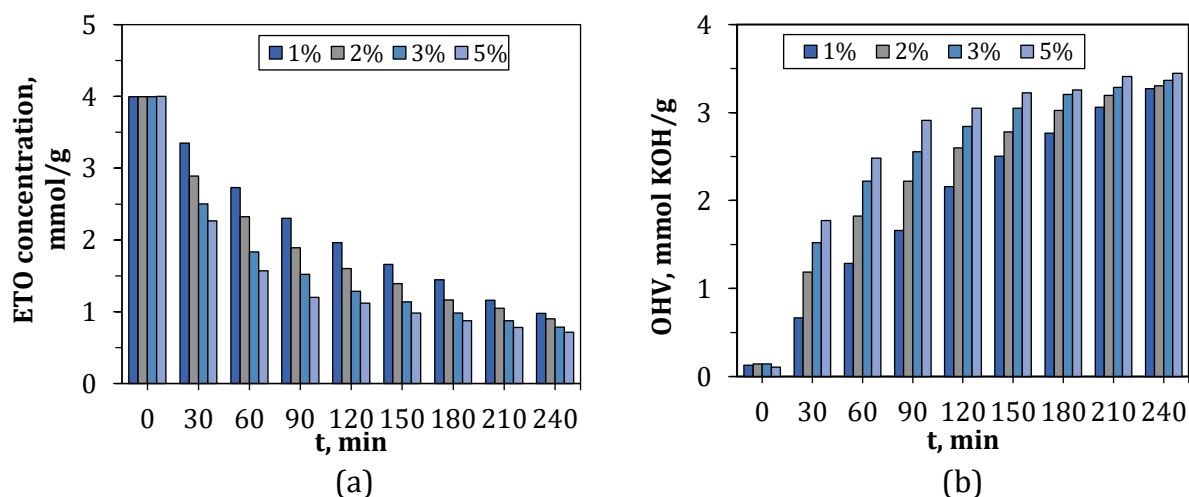 ETO concentration,
mmol/g
5
4
3
2
1
0
1% 2% 3% 5%
0 30 60 90 120 150 180 210 240
t, min
(a)
OHV, mmol KOH/g
4
3
2
1
0
1% 2% 3% 5%
0 30 60 90 120 150 180 210 240
t, min
(b)